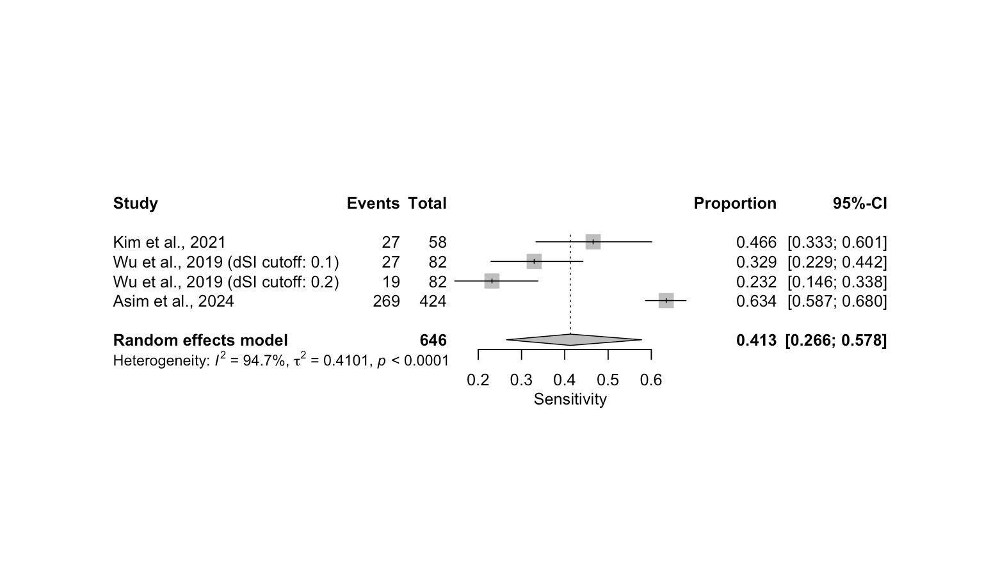 Study Events Total Proportion 95%-CI
Kim et al., 2021 27 58 0.466 [0.333; 0.601]
Wu et al., 2019 (dSI cutoff: 0.1) 27 82 0.329 [0.229; 0.442]
Wu et al., 2019 (dSI cutoff: 0.2) 19 82 0.232 [0.146; 0.338]
Asim et al., 2024 269 424 0.634 [0.587; 0.680]
Random effects model 646 0.413 [0.266; 0.578]
Heterogeneity: I² = 94.7%, τ² = 0.4101, p < 0.0001
0.2 0.3 0.4 0.5 0.6
Sensitivity